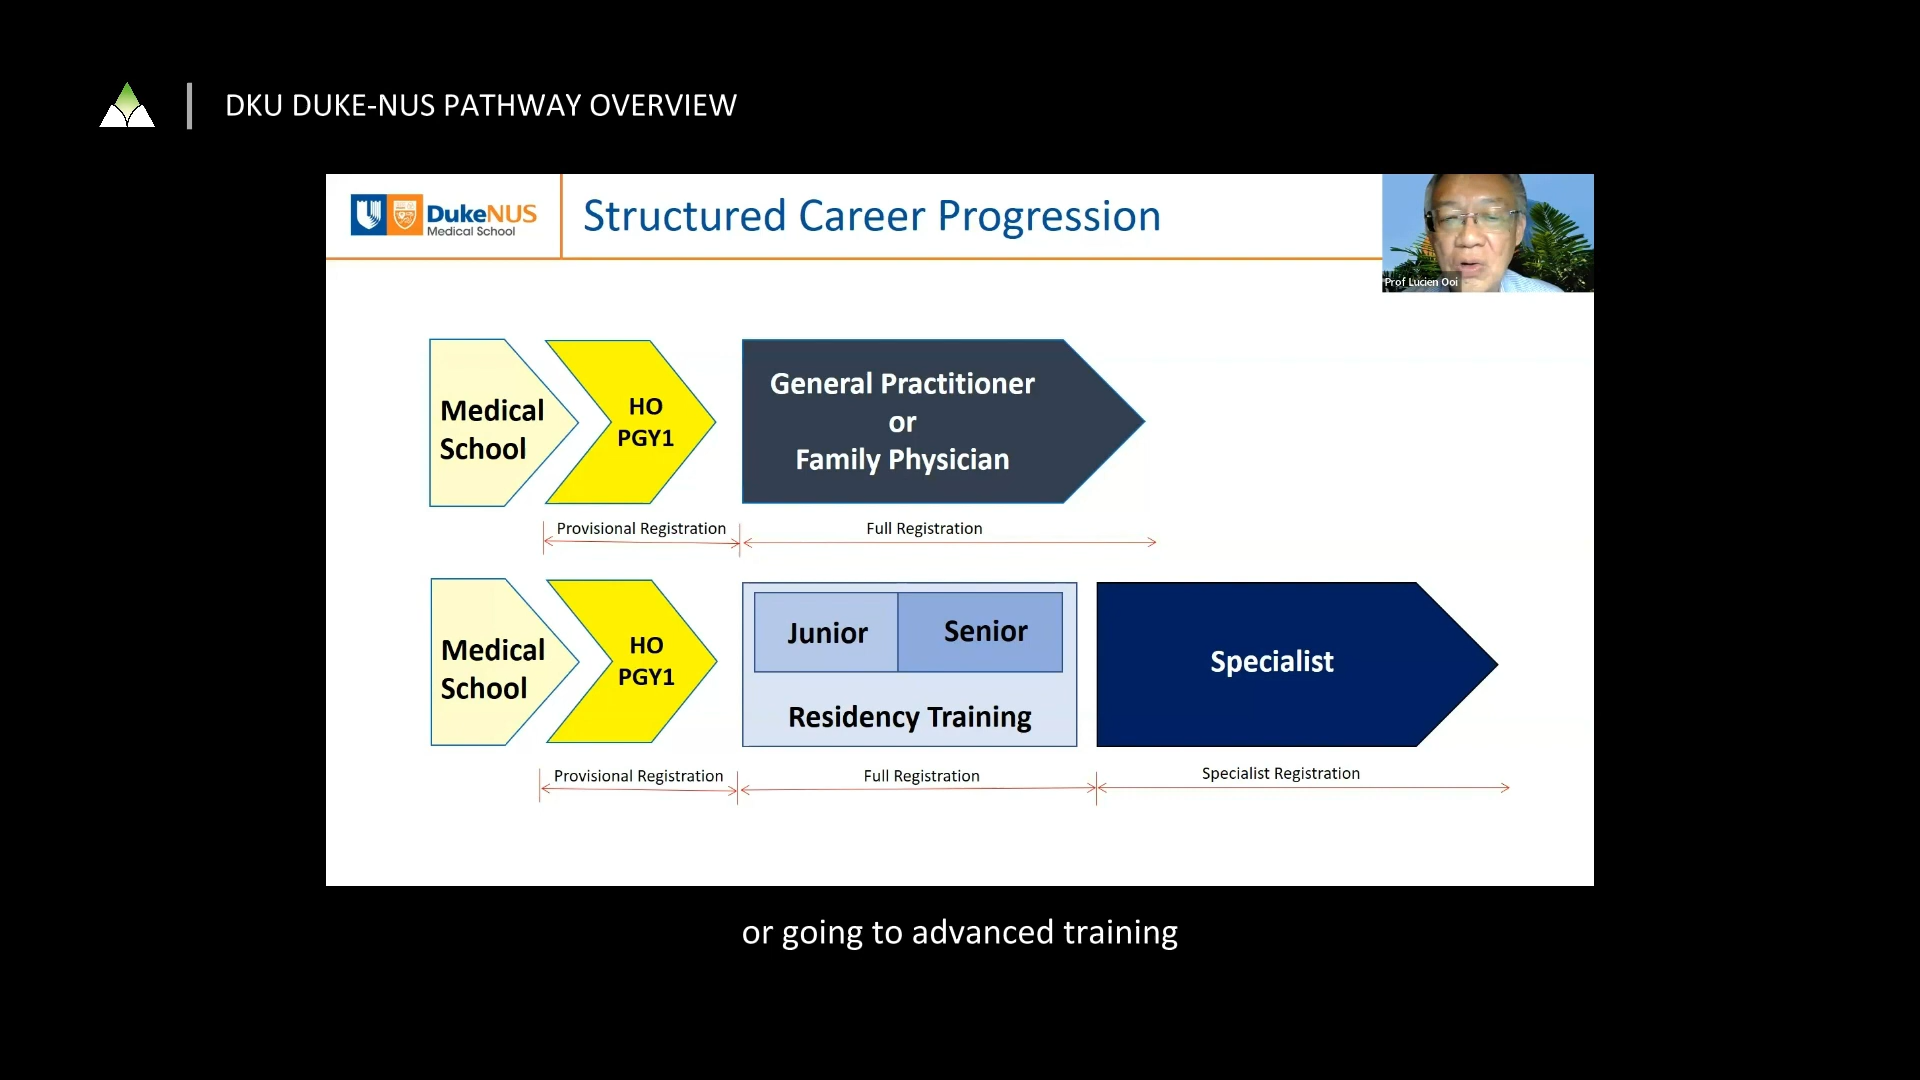 DKU DUKE-NUS PATHWAY OVERVIEW
DukeNUS
Medical School
Structured Career Progression
Prof Lucien Ooi
Medical
School
HO
PGY1
General Practitioner
or
Family Physician
Provisional Registration
Full Registration
Medical
School
HO
PGY1
Junior
Senior
Residency Training
Specialist
Provisional Registration
Full Registration
Specialist Registration
or going to advanced training